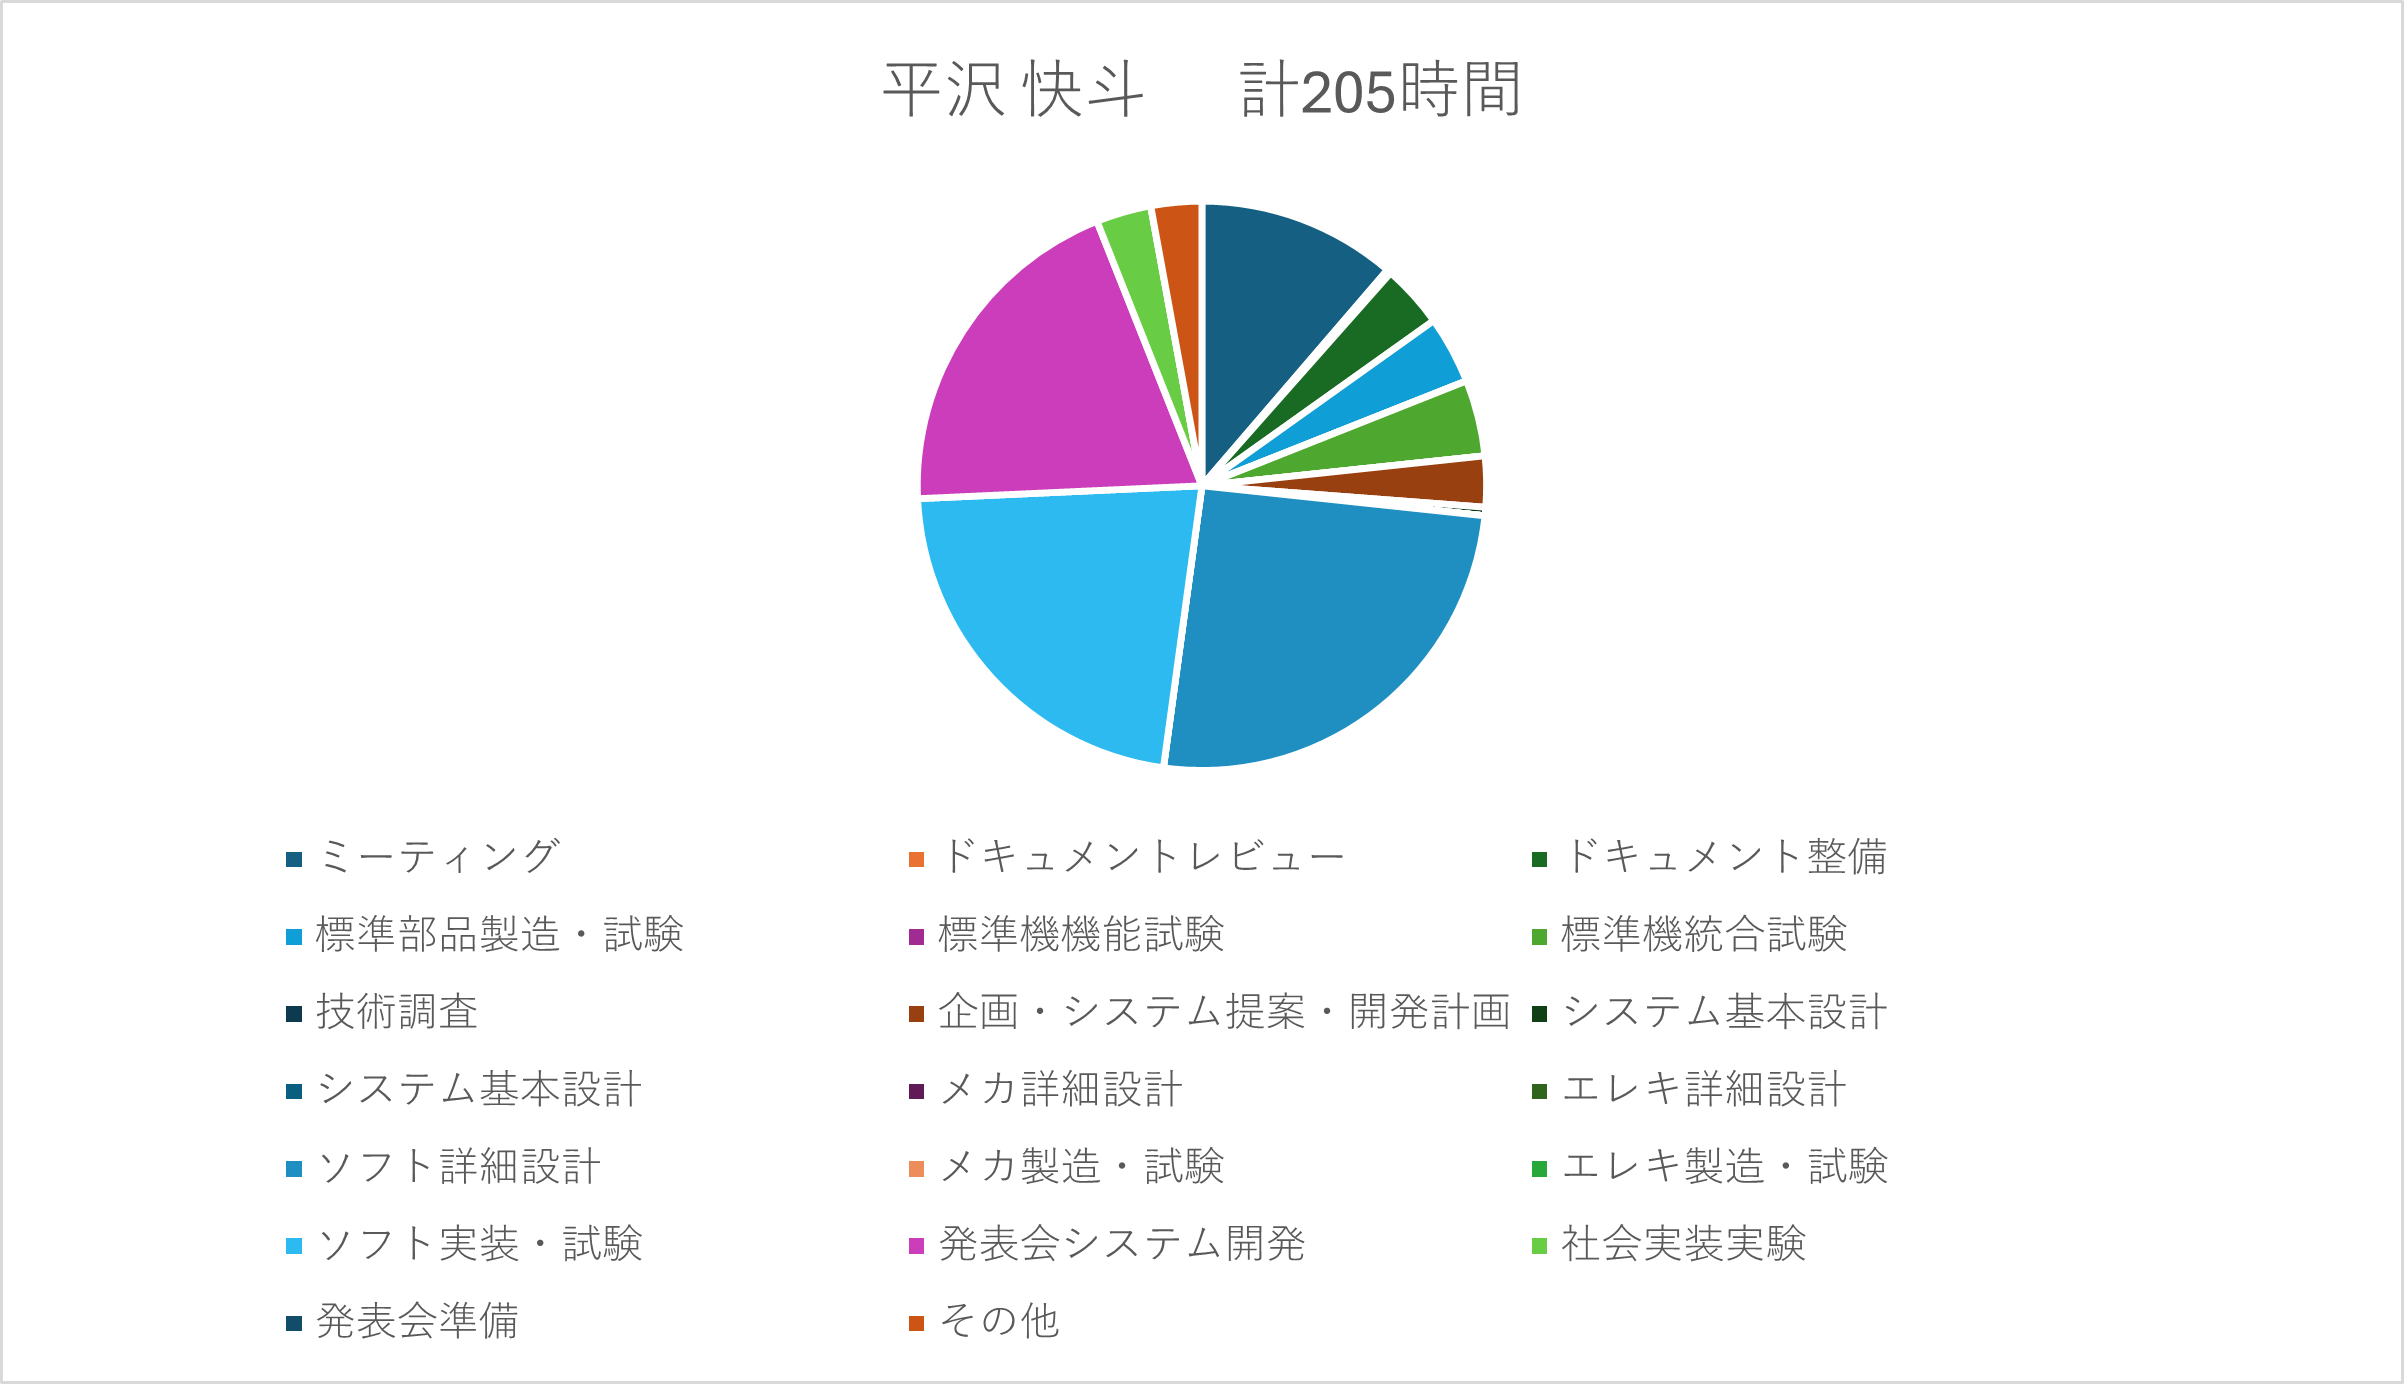 平沢 快斗　計205時間
ミーティング
ドキュメントレビュー
ドキュメント整備
標準部品製造・試験
標準機機能試験
標準機統合試験
技術調査
企画・システム提案・開発計画
システム基本設計
システム基本設計
メカ詳細設計
エレキ詳細設計
ソフト詳細設計
メカ製造・試験
エレキ製造・試験
ソフト実装・試験
発表会システム開発
社会実装実験
発表会準備
その他